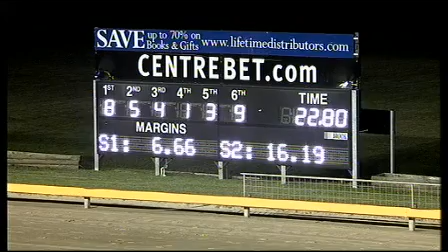 SAVE up to 70% on Books & Gifts www.lifetimedistributors.com
CENTREBET.com
1ST 2ND 3RD 4TH 5TH 6TH TIME
8 5 4 1 3 9 22.80
MARGINS
S1: 6.66 S2: 16.19